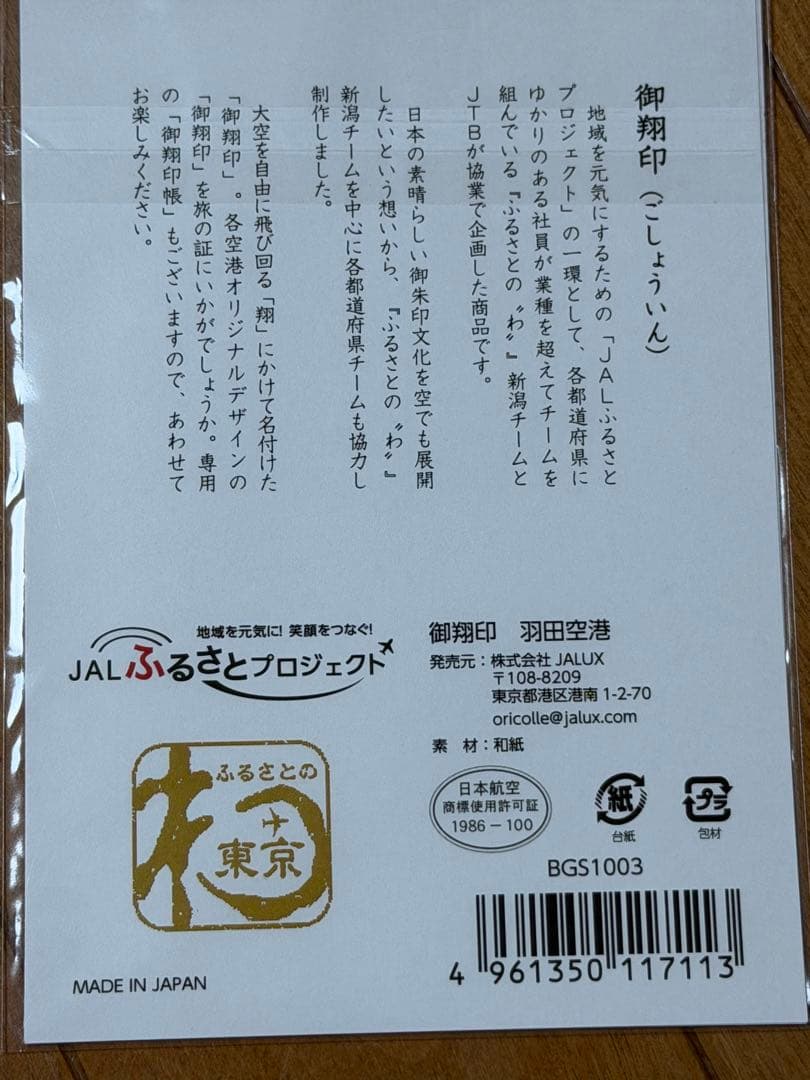 御翔印(ごしょういん)
地域を元気にするための「JALふるさと
プロジェクト」の一環として、各都道府県に
ゆかりのある社員が業種を超えてチームを
組んでいる『ふるさとの〝わ〟』新潟チームと
JTBが協業で企画した商品です。
日本の素晴らしい御朱印文化を空でも展開
したいという想いから、『ふるさとの〝わ〟』
新潟チームを中心に各都道府県チームも協力し
制作しました。
大空を自由に飛び回る「翔」にかけて名付けた
「御翔印」。各空港オリジナルデザインの
「御翔印」を旅の証にいかがでしょうか。専用
の「御翔印帳」もございますので、あわせて
お楽しみください。
地域を元気に! 笑顔をつなぐ!
JALふるさとプロジェクト
ふるさとの
東京
MADE IN JAPAN
御翔印 羽田空港
発売元:株式会社 JALUX
〒108-8209
東京都港区港南 1-2-70
oricolle@jalux.com
素 材:和紙
日本航空
商標使用許可証
1986-100
紙
台紙
プラ
包材
BGS1003
4 961350 117113